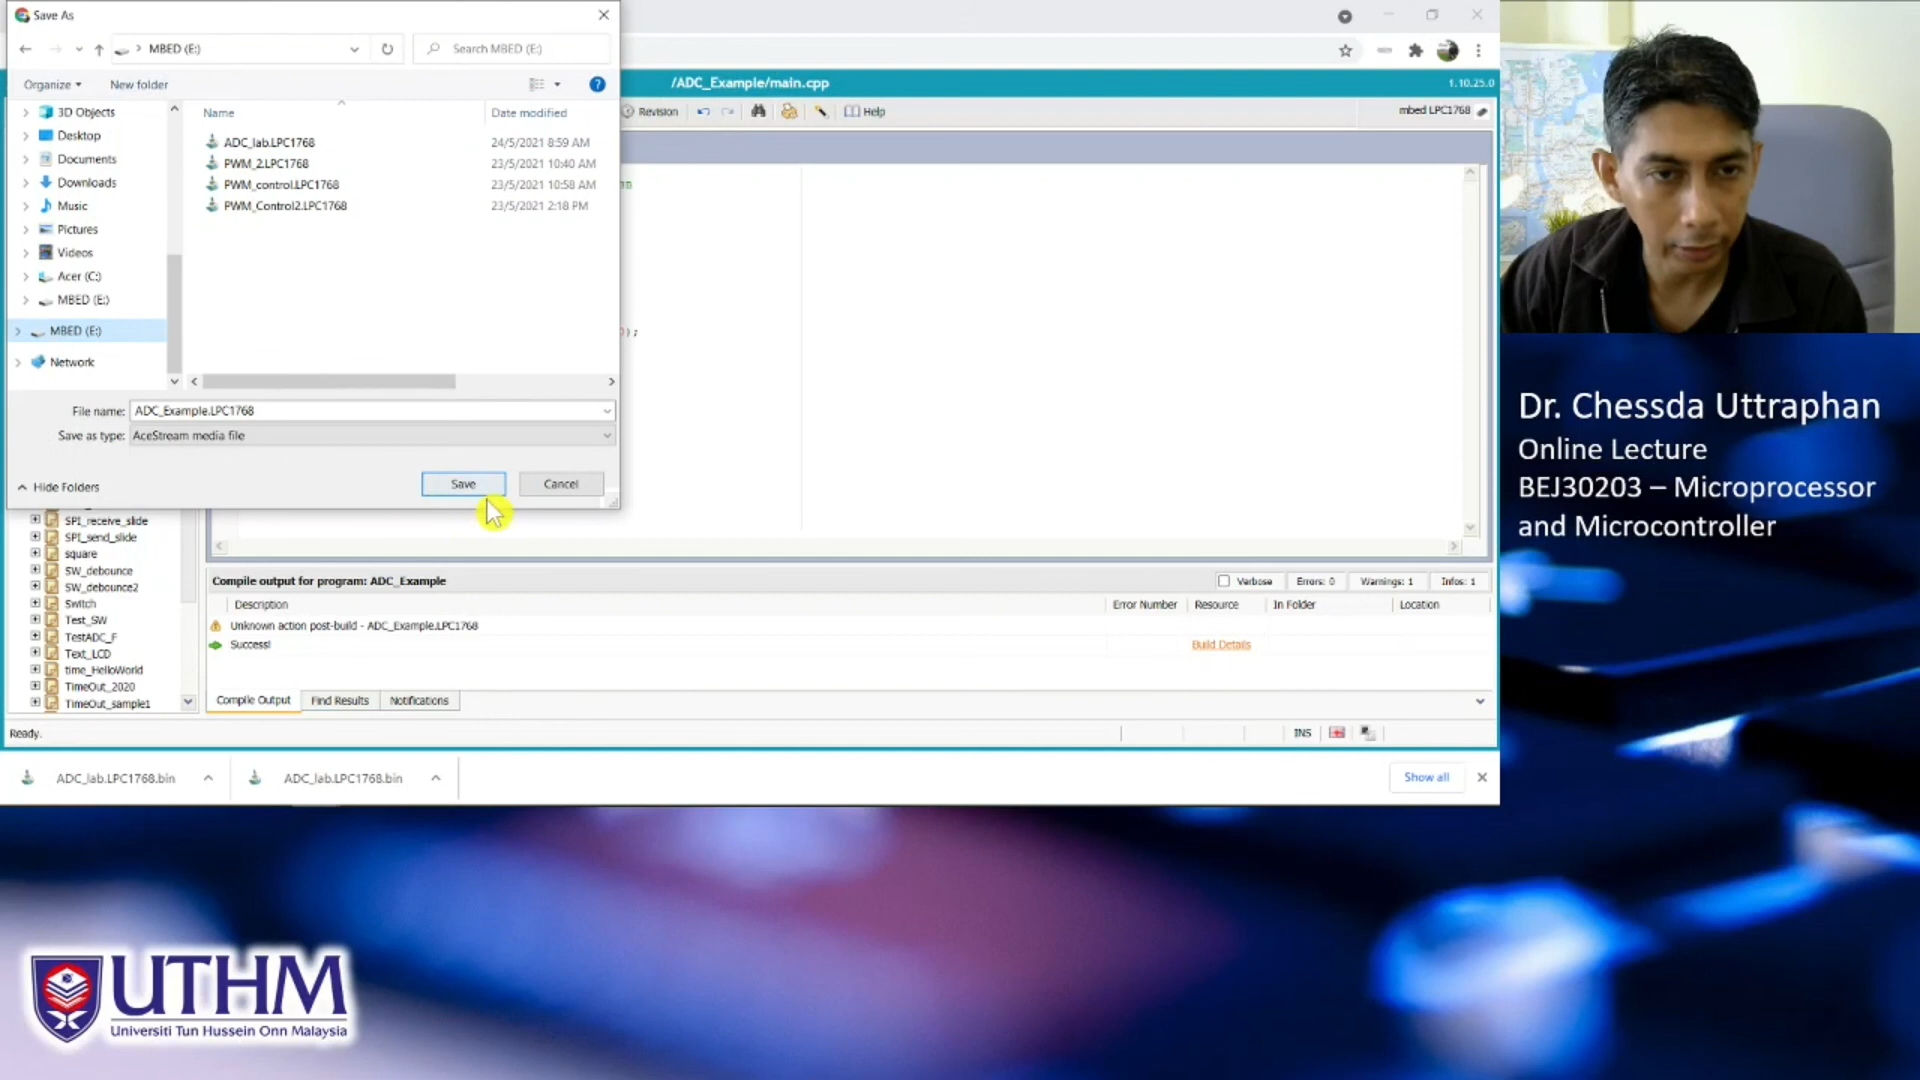 Save As
MBED (E:)
Search MBED (E:)
Organize
New folder
3D Objects
Desktop
Documents
Downloads
Music
Pictures
Videos
Acer (C:)
MBED (E:)
MBED (E:)
Network
Name
Date modified
ADC_lab.LPC1768
24/5/2021 8:59 AM
PWM_2.LPC1768
23/5/2021 10:40 AM
PWM_control.LPC1768
23/5/2021 10:58 AM
PWM_Control2.LPC1768
23/5/2021 2:18 PM
File name:
ADC_Example.LPC1768
Save as type:
AceStream media file
Hide Folders
Save
Cancel
/ADC_Example/main.cpp
1.10.25.0
Revision
Help
mbed LPC1768
);
SPI_receive_slide
SPI_send_slide
square
SW_debounce
SW_debounce2
Switch
Test_SW
TestADC_F
Text_LCD
time_HelloWorld
TimeOut_2020
TimeOut_sample1
Compile output for program: ADC_Example
Verbose
Errors: 0
Warnings: 1
Infos: 1
Description
Error Number
Resource
In Folder
Location
Unknown action post-build - ADC_Example.LPC1768
Success!
Build Details
Compile Output
Find Results
Notifications
Ready.
INS
ADC_lab.LPC1768.bin
ADC_lab.LPC1768.bin
Show all
Dr. Chessda Uttraphan
Online Lecture
BEJ30203 – Microprocessor
and Microcontroller
UTHM
Universiti Tun Hussein Onn Malaysia